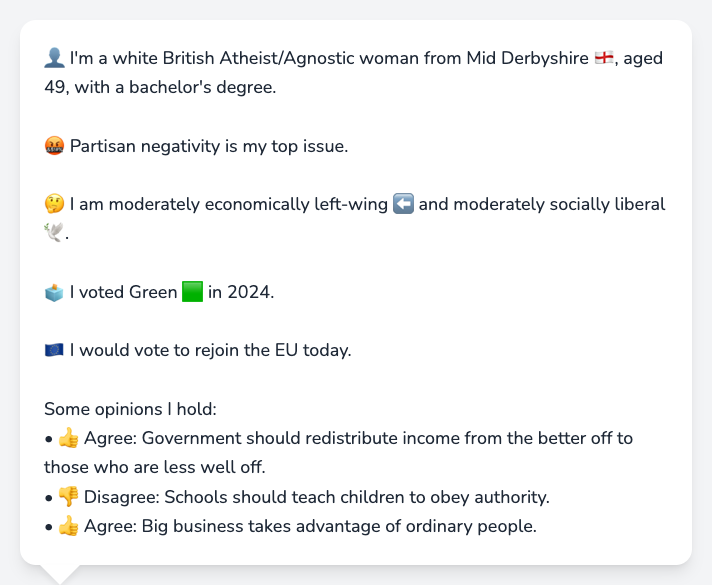 👤 I'm a white British Atheist/Agnostic woman from Mid Derbyshire 🏴󠁧󠁢󠁥󠁮󠁧󠁿, aged
49, with a bachelor's degree.
🤬 Partisan negativity is my top issue.
🤔 I am moderately economically left-wing ⬅️ and moderately socially liberal
🕊️.
🗳️ I voted Green 🟩 in 2024.
🇪🇺 I would vote to rejoin the EU today.
Some opinions I hold:
• 👍 Agree: Government should redistribute income from the better off to
those who are less well off.
• 👎 Disagree: Schools should teach children to obey authority.
• 👍 Agree: Big business takes advantage of ordinary people.